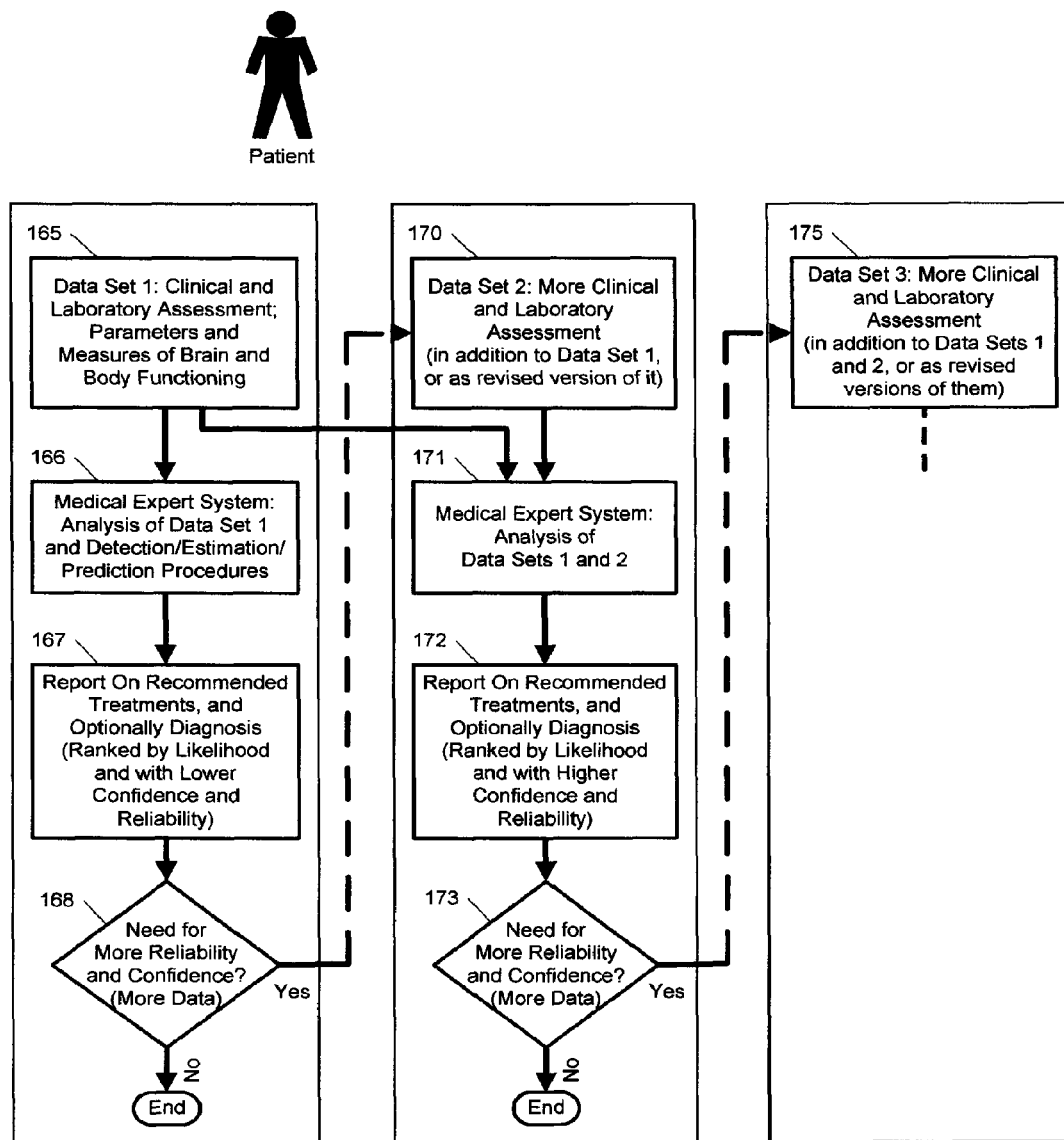 Patient
165
Data Set 1: Clinical and
Laboratory Assessment;
Parameters and
Measures of Brain and
Body Functioning
166
Medical Expert System:
Analysis of Data Set 1
and Detection/Estimation/
Prediction Procedures
167
Report On Recommended
Treatments, and
Optionally Diagnosis
(Ranked by Likelihood
and with Lower
Confidence and
Reliability)
168
Need for
More Reliability
and Confidence?
(More Data)
Yes
No
End
170
Data Set 2: More Clinical
and Laboratory
Assessment
(in addition to Data Set 1,
or as revised version of it)
171
Medical Expert System:
Analysis of
Data Sets 1 and 2
172
Report On Recommended
Treatments, and
Optionally Diagnosis
(Ranked by Likelihood
and with Higher
Confidence and
Reliability)
173
Need for
More Reliability
and Confidence?
(More Data)
Yes
No
End
175
Data Set 3: More Clinical
and Laboratory
Assessment
(in addition to Data Sets 1
and 2, or as revised
versions of them)